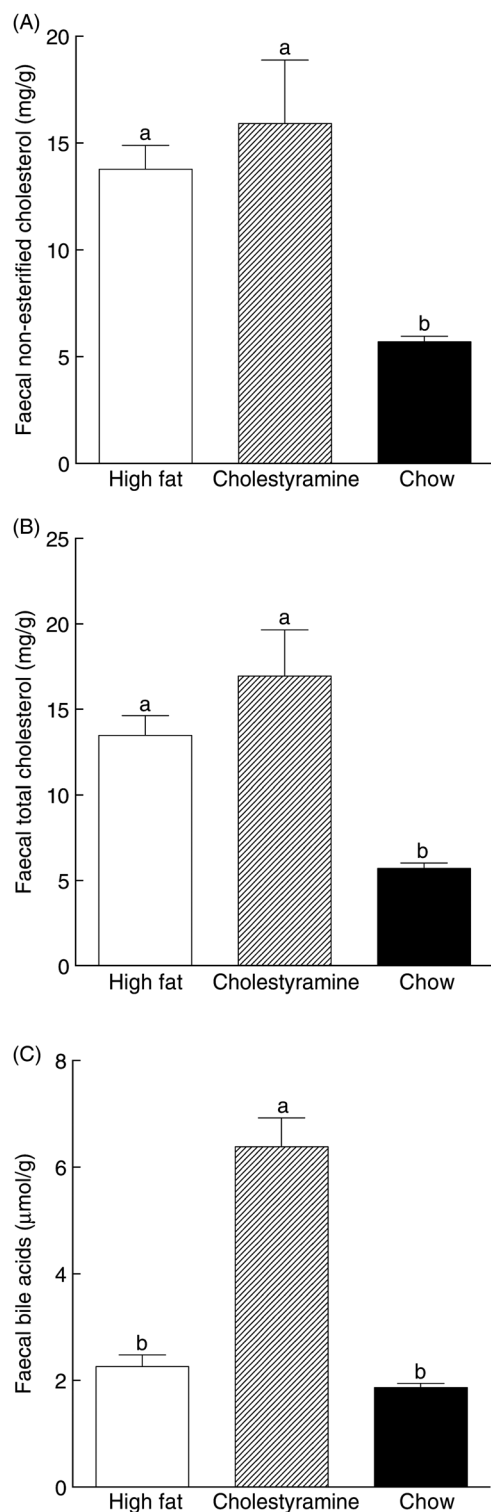 (A)
Faecal non-esterified cholesterol (mg/g)
20
15
10
5
0
a
a
b
High fat
Cholestyramine
Chow
(B)
Faecal total cholesterol (mg/g)
25
20
15
10
5
0
a
a
b
High fat
Cholestyramine
Chow
(C)
Faecal bile acids (μmol/g)
8
6
4
2
0
b
a
b
High fat
Cholestyramine
Chow